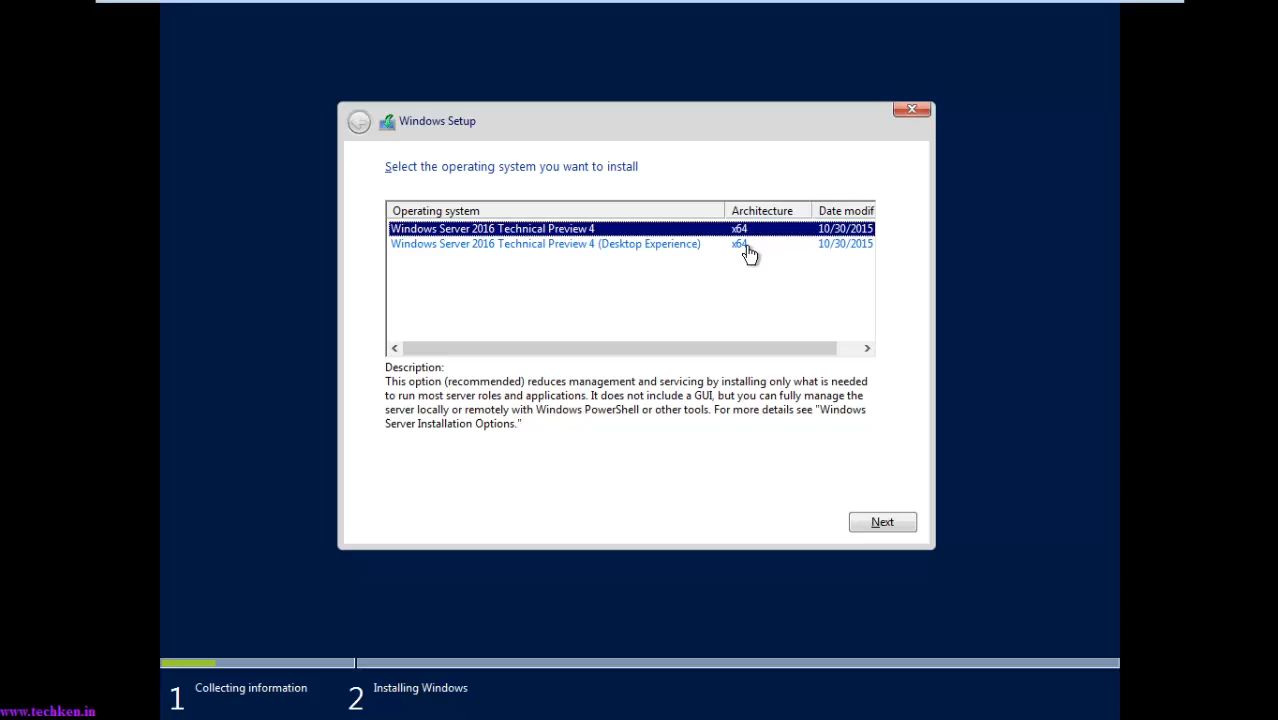 Windows Setup
Select the operating system you want to install
Operating system Architecture Date modif
Windows Server 2016 Technical Preview 4 x64 10/30/2015
Windows Server 2016 Technical Preview 4 (Desktop Experience) x64 10/30/2015
Description:
This option (recommended) reduces management and servicing by installing only what is needed
to run most server roles and applications. It does not include a GUI, but you can fully manage the
server locally or remotely with Windows PowerShell or other tools. For more details see "Windows
Server Installation Options."
Next
1 Collecting information 2 Installing Windows
www.techken.in